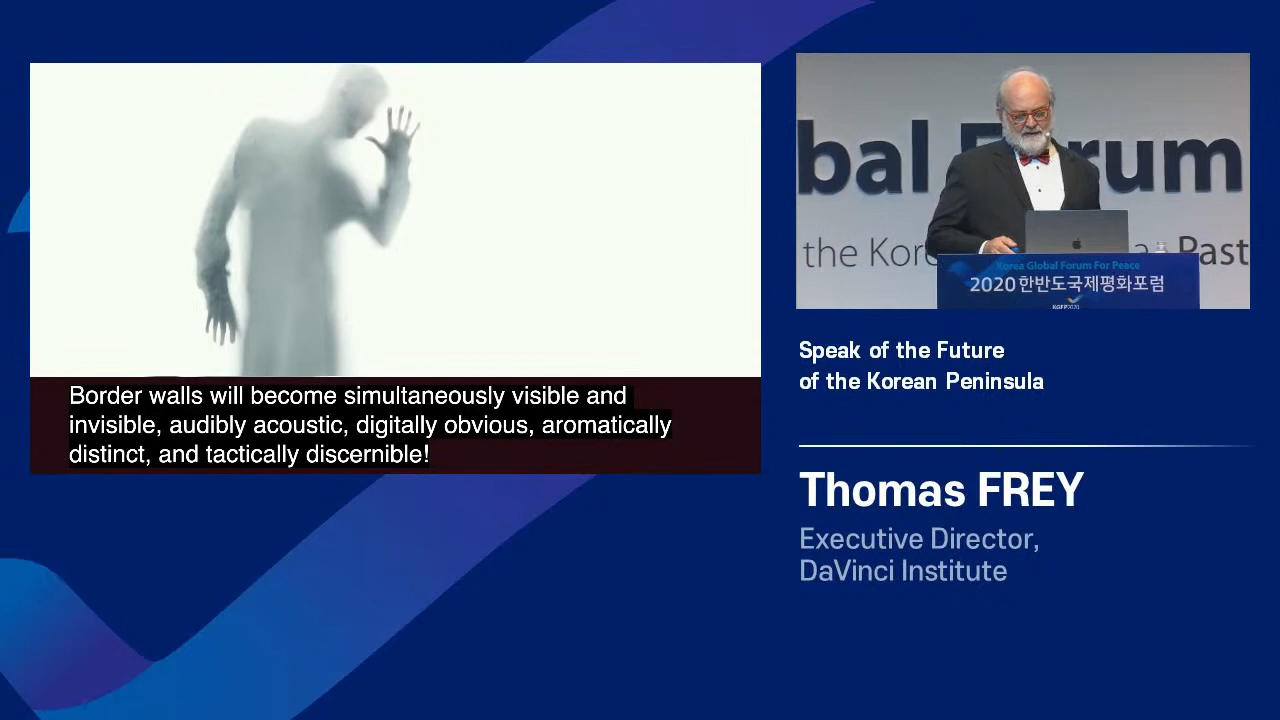 Border walls will become simultaneously visible and
invisible, audibly acoustic, digitally obvious, aromatically
distinct, and tactically discernible!
bal Forum
the Kor
a
Past
Korea Global Forum For Peace
2020 한반도국제평화포럼
KGFP2020
Speak of the Future
of the Korean Peninsula
Thomas FREY
Executive Director,
DaVinci Institute